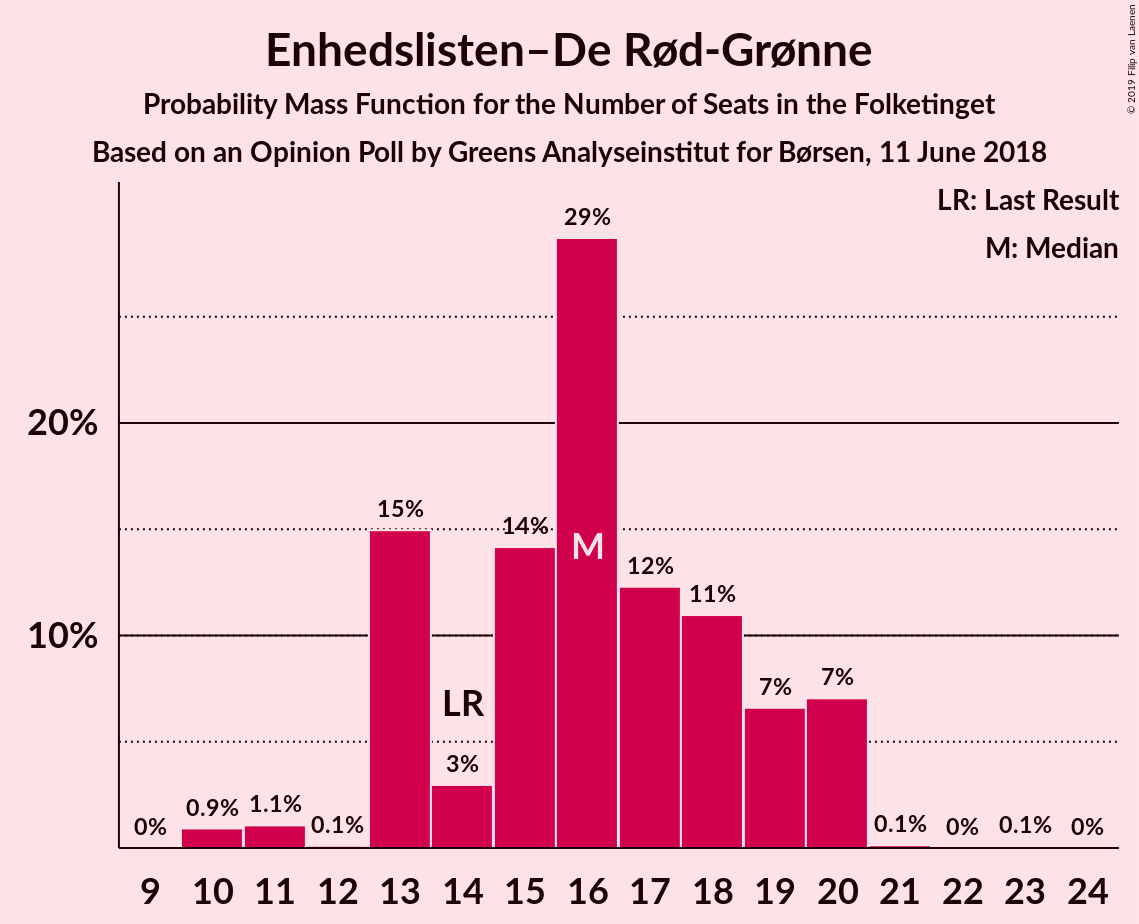 Enhedslisten–De Rød-Grønne
Probability Mass Function for the Number of Seats in the Folketinget
Based on an Opinion Poll by Greens Analyseinstitut for Børsen, 11 June 2018
© 2019 Filip van Laenen
LR: Last Result
M: Median
20%
10%
0% 0.9% 1.1% 0.1% 15% 3% 14% 29% 12% 11% 7% 7% 0.1% 0% 0.1% 0%
LR
M
9 10 11 12 13 14 15 16 17 18 19 20 21 22 23 24